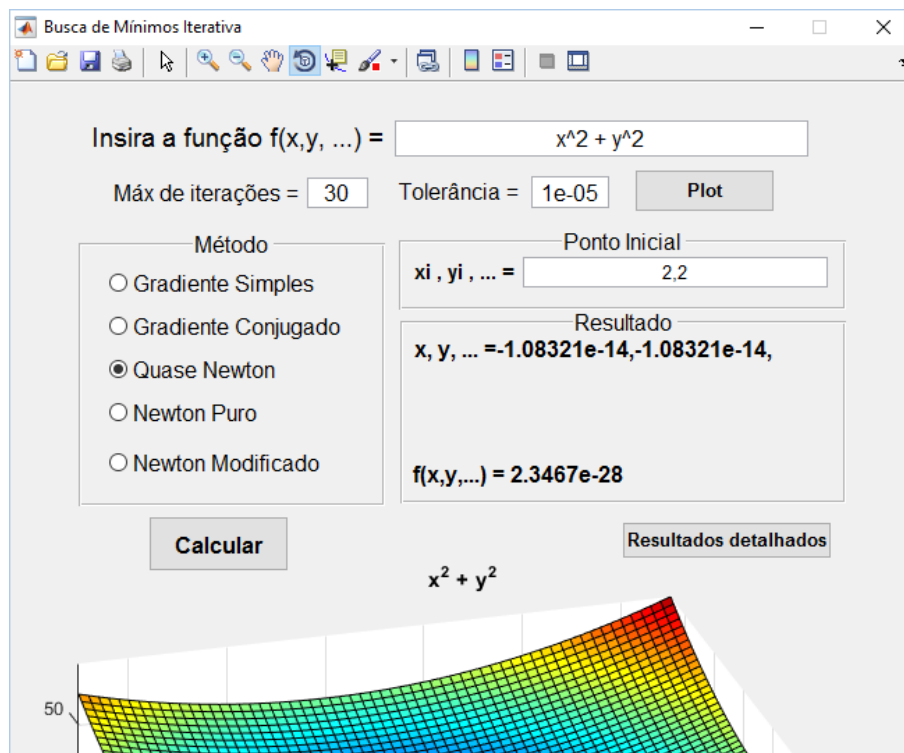 Busca de Mínimos Iterativa
Insira a função f(x,y, ...) = x^2 + y^2
Máx de iterações = 30 Tolerância = 1e-05 Plot
Método
Gradiente Simples
Gradiente Conjugado
Quase Newton
Newton Puro
Newton Modificado
Ponto Inicial
xi , yi , ... = 2,2
Resultado
x, y, ... =-1.08321e-14,-1.08321e-14,
f(x,y,...) = 2.3467e-28
Calcular
Resultados detalhados
x² + y²
50